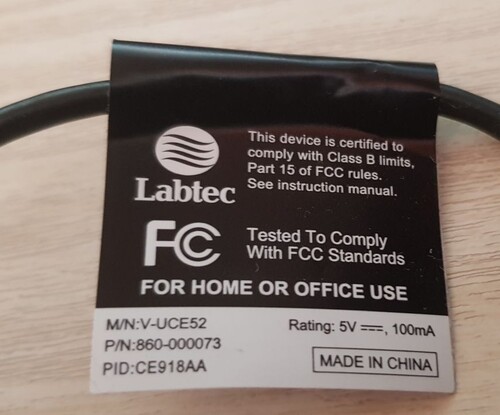 This device is certified to
comply with Class B limits,
Part 15 of FCC rules.
See instruction manual.
Labtec
FC
Tested To Comply
With FCC Standards
FOR HOME OR OFFICE USE
M/N:V-UCE52
P/N:860-000073
PID:CE918AA
Rating: 5V ⎓, 100mA
MADE IN CHINA